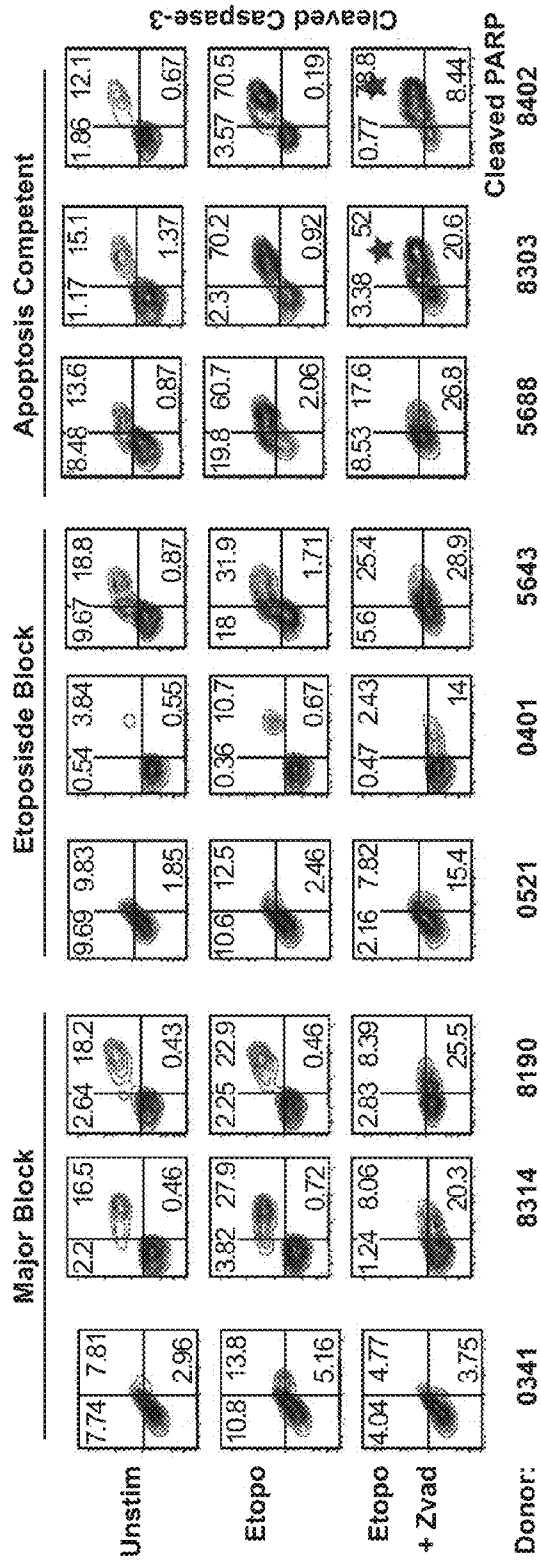 Major Block Etoposisde Block Apoptosis Competent
Unstim
7.74 7.81 2.2 16.5 2.64 18.2 9.69 9.83 0.54 3.84 9.67 18.8 8.48 13.6 1.17 15.1 1.86 12.1
2.96 0.46 0.43 1.85 0.55 0.87 0.87 1.37 0.67
Etopo
10.8 13.8 3.82 27.9 2.25 22.9 10.6 12.5 0.36 10.7 18 31.9 19.8 60.7 2.3 70.2 3.57 70.5
5.16 0.72 0.46 2.46 0.67 1.71 2.06 0.92 0.19
Etopo
+ Zvad
4.04 4.77 1.24 8.06 2.83 8.39 2.16 7.82 0.47 2.43 5.6 25.4 8.53 17.6 3.38 52 0.77
3.75 20.3 25.5 15.4 14 28.9 26.8 20.6 8.44
Cleaved Caspase-3
Cleaved PARP
Donor: 0341 8314 8190 0521 0401 5643 5688 8303 8402